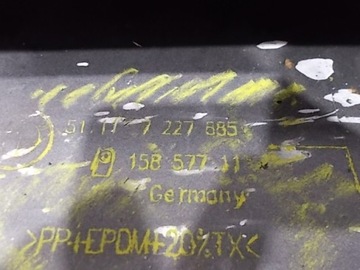 51.11 7 227 885
158 577 11
Germany
>PP+EPDM+20%TX<